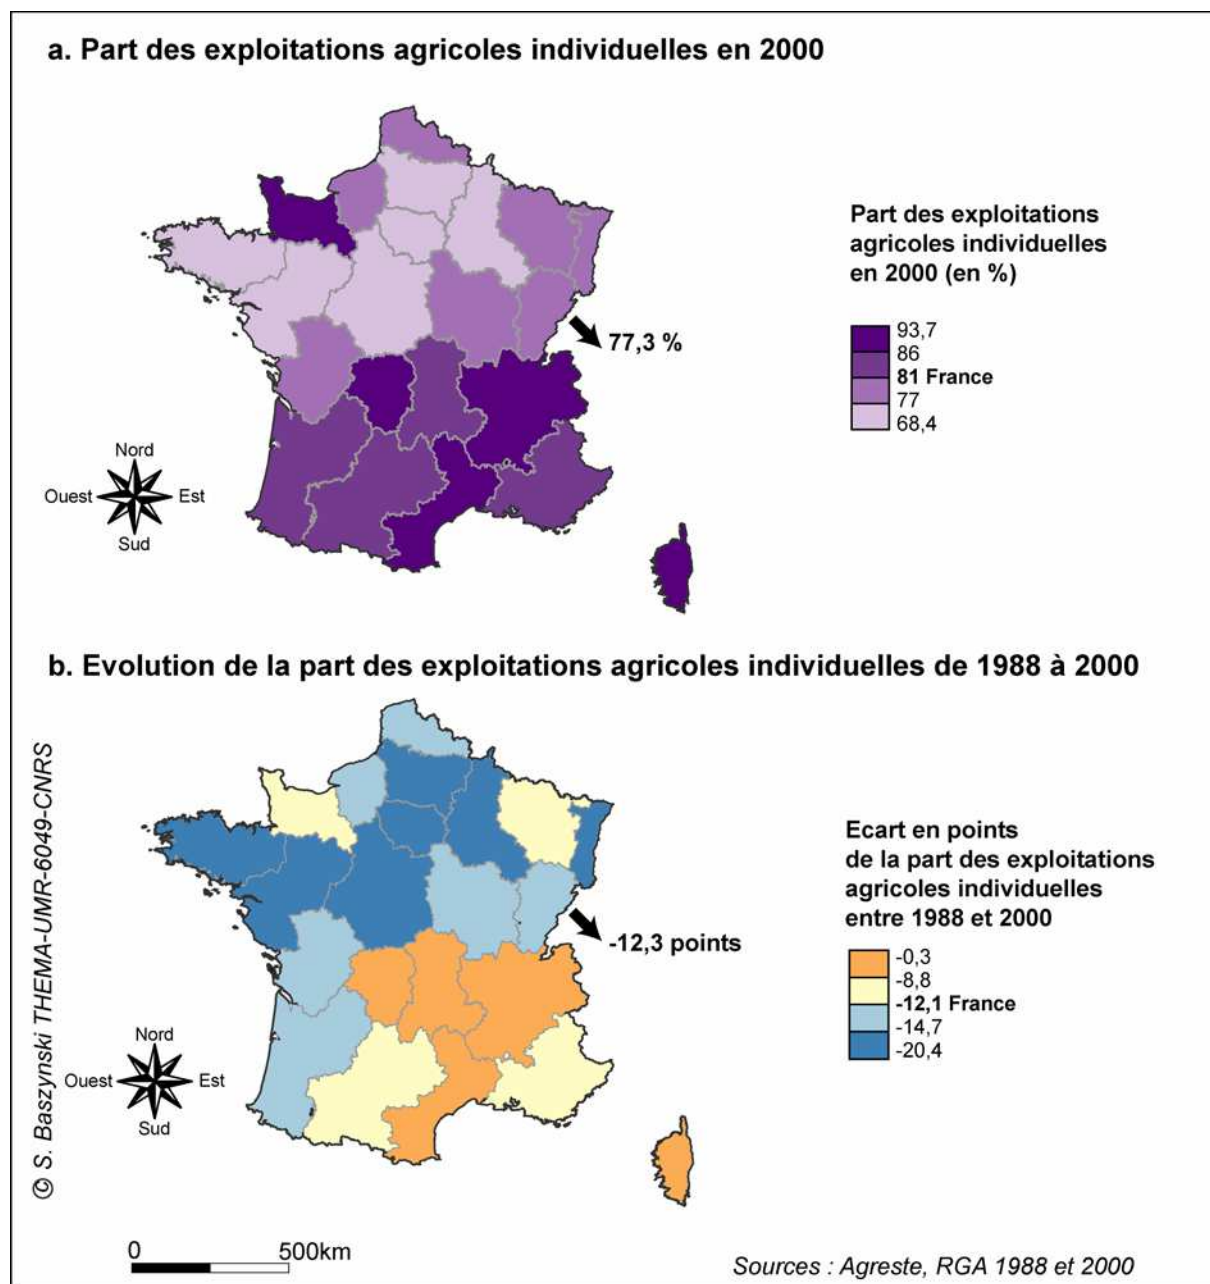 a. Part des exploitations agricoles individuelles en 2000
Part des exploitations
agricoles individuelles
en 2000 (en %)
93,7
86
81 France
77
68,4
77,3 %
Nord
Ouest
Est
Sud
b. Evolution de la part des exploitations agricoles individuelles de 1988 à 2000
Ecart en points
de la part des exploitations
agricoles individuelles
entre 1988 et 2000
-0,3
-8,8
-12,1 France
-14,7
-20,4
-12,3 points
Nord
Ouest
Est
Sud
© S. Baszynski THEMA-UMR-6049-CNRS
0
500km
Sources : Agreste, RGA 1988 et 2000